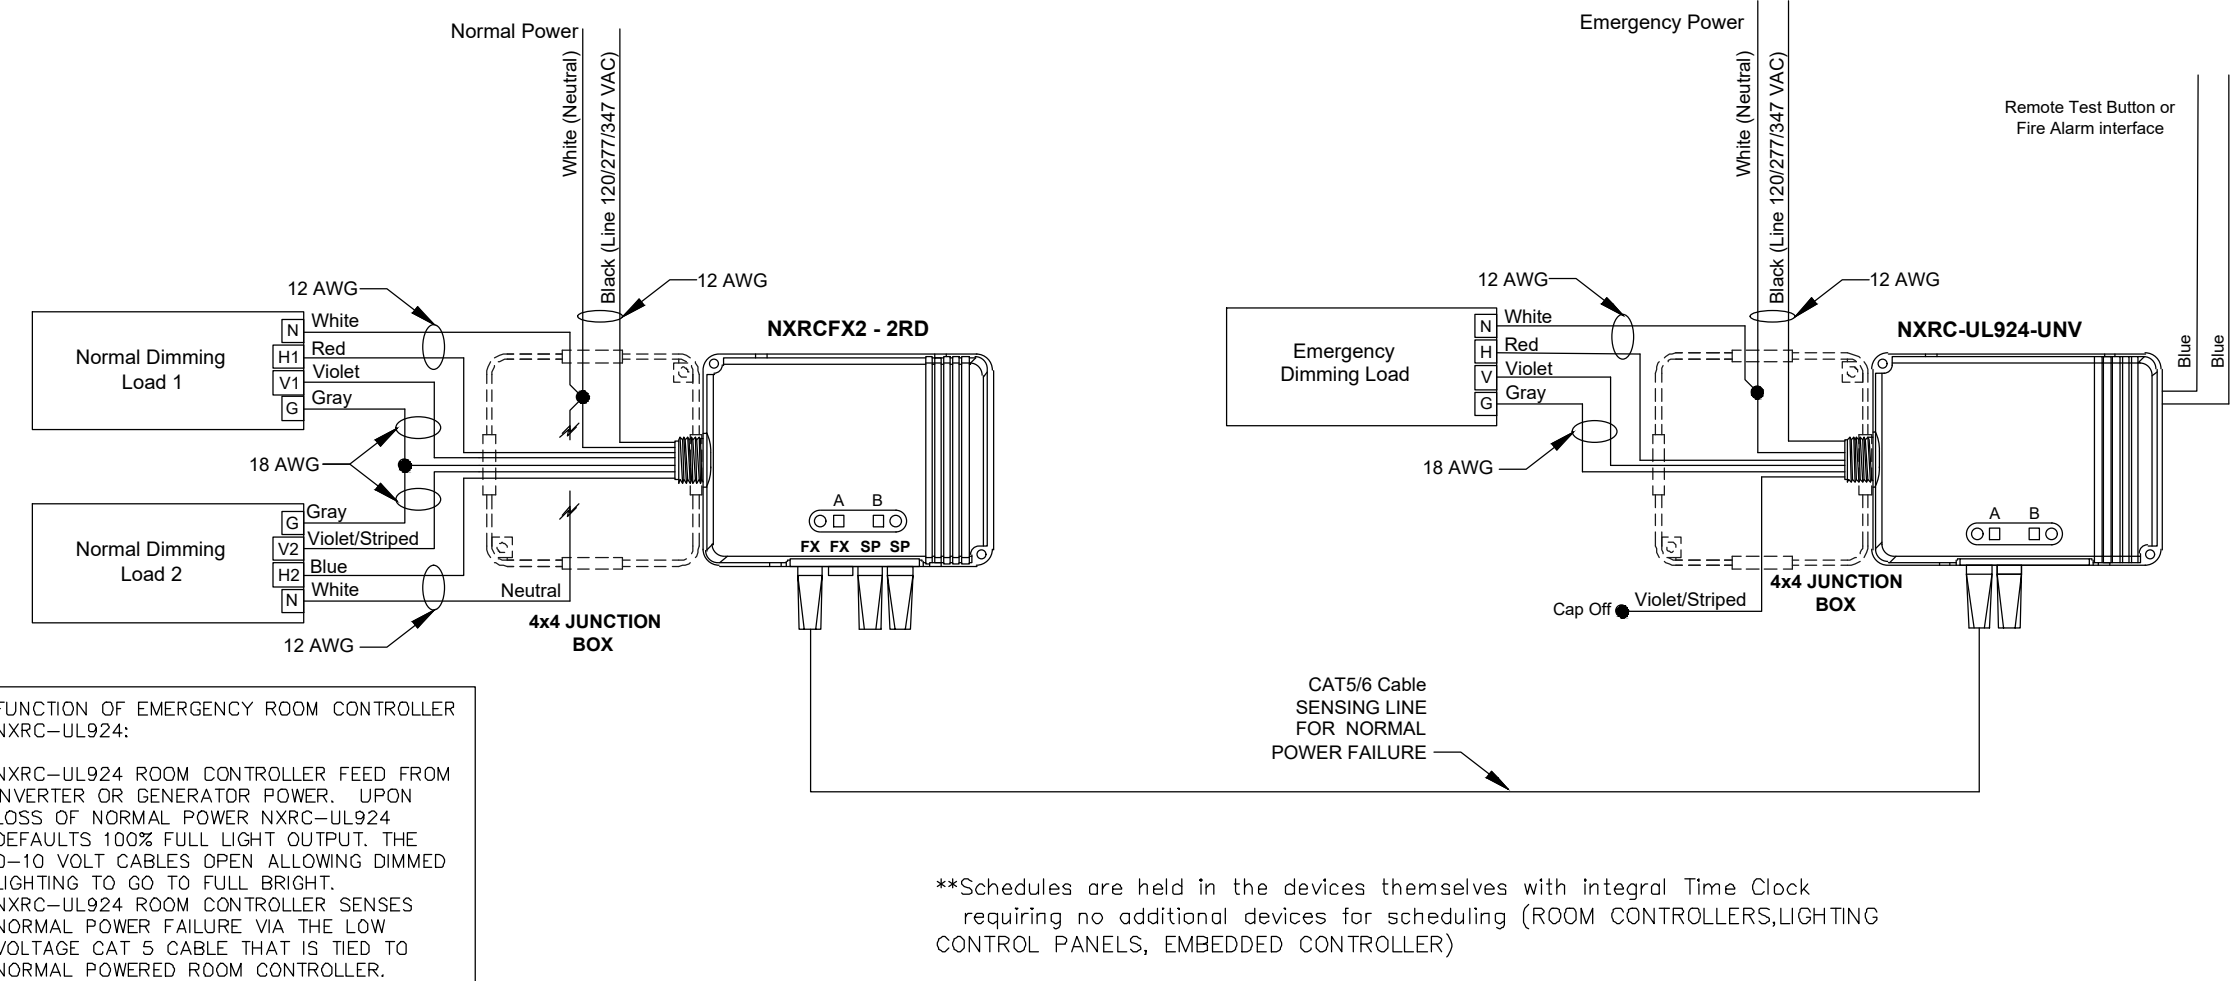 Normal Power
White (Neutral)
Black (Line 120/277/347 VAC)
12 AWG
12 AWG
Normal Dimming
Load 1
N
White
H1
Red
V1
Violet
G
Gray
18 AWG
Normal Dimming
Load 2
G
Gray
V2
Violet/Striped
H2
Blue
N
White
Neutral
12 AWG
4x4 JUNCTION
BOX
NXRCFX2 - 2RD
A B
FX FX SP SP
Emergency Power
White (Neutral)
Black (Line 120/277/347 VAC)
Remote Test Button or
Fire Alarm interface
Blue
Blue
12 AWG
12 AWG
Emergency
Dimming Load
N
White
H
Red
V
Violet
G
Gray
18 AWG
NXRC-UL924-UNV
A B
4x4 JUNCTION
BOX
Cap Off
Violet/Striped
CAT5/6 Cable
SENSING LINE
FOR NORMAL
POWER FAILURE
FUNCTION OF EMERGENCY ROOM CONTROLLER
NXRC-UL924:
NXRC-UL924 ROOM CONTROLLER FEED FROM
INVERTER OR GENERATOR POWER. UPON
LOSS OF NORMAL POWER NXRC-UL924
DEFAULTS 100% FULL LIGHT OUTPUT. THE
0-10 VOLT CABLES OPEN ALLOWING DIMMED
LIGHTING TO GO TO FULL BRIGHT.
NXRC-UL924 ROOM CONTROLLER SENSES
NORMAL POWER FAILURE VIA THE LOW
VOLTAGE CAT 5 CABLE THAT IS TIED TO
NORMAL POWERED ROOM CONTROLLER.
**Schedules are held in the devices themselves with integral Time Clock
requiring no additional devices for scheduling (ROOM CONTROLLERS,LIGHTING
CONTROL PANELS, EMBEDDED CONTROLLER)